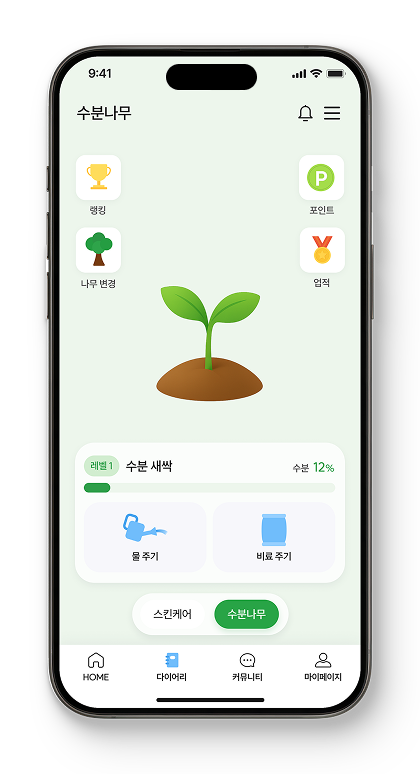 9:41
수분나무
랭킹
P
포인트
나무 변경
업적
레벨 1 수분 새싹 수분 12%
물 주기
비료 주기
스킨케어 수분나무
HOME 다이어리 커뮤니티 마이페이지